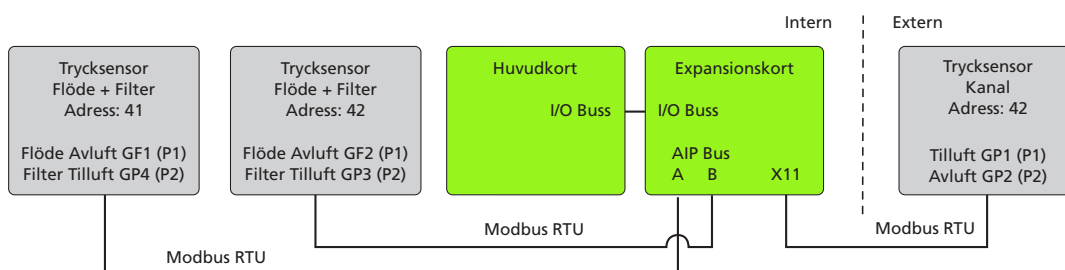 Intern
Extern
Trycksensor
Flöde + Filter
Adress: 41
Flöde Avluft GF1 (P1)
Filter Tilluft GP4 (P2)
Trycksensor
Flöde + Filter
Adress: 42
Flöde Avluft GF2 (P1)
Filter Tilluft GP3 (P2)
Huvudkort
I/O Buss
Expansionskort
I/O Buss
AIP Bus
A B X11
Trycksensor
Kanal
Adress: 42
Tilluft GP1 (P1)
Avluft GP2 (P2)
Modbus RTU
Modbus RTU
Modbus RTU